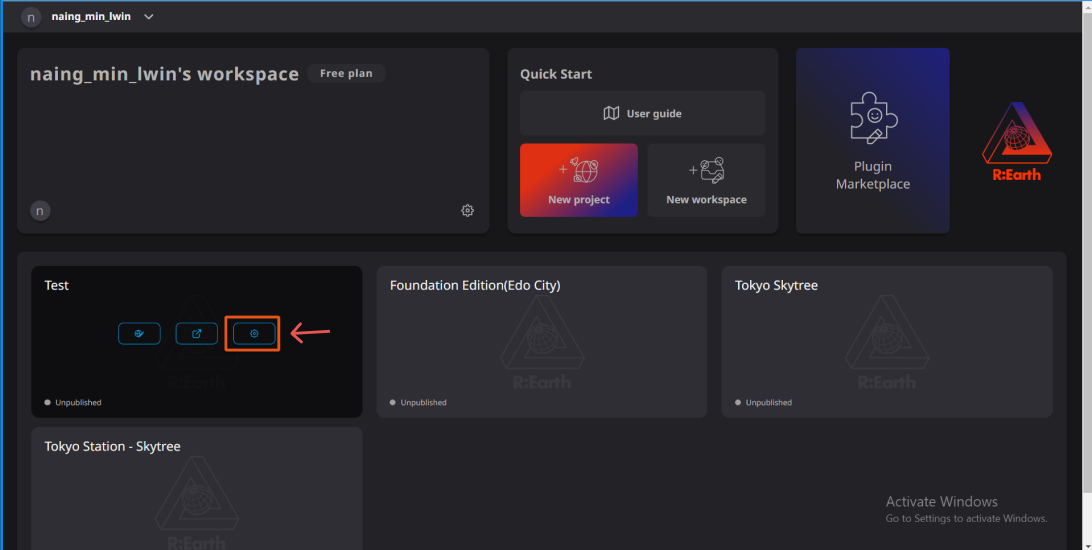 n naing_min_lwin
naing_min_lwin's workspace Free plan
n
Quick Start
User guide
New project
New workspace
Plugin
Marketplace
R:Earth
Test
R:Earth
Unpublished
Foundation Edition(Edo City)
R:Earth
Unpublished
Tokyo Skytree
R:Earth
Unpublished
Tokyo Station - Skytree
R:Earth
Activate Windows
Go to Settings to activate Windows.